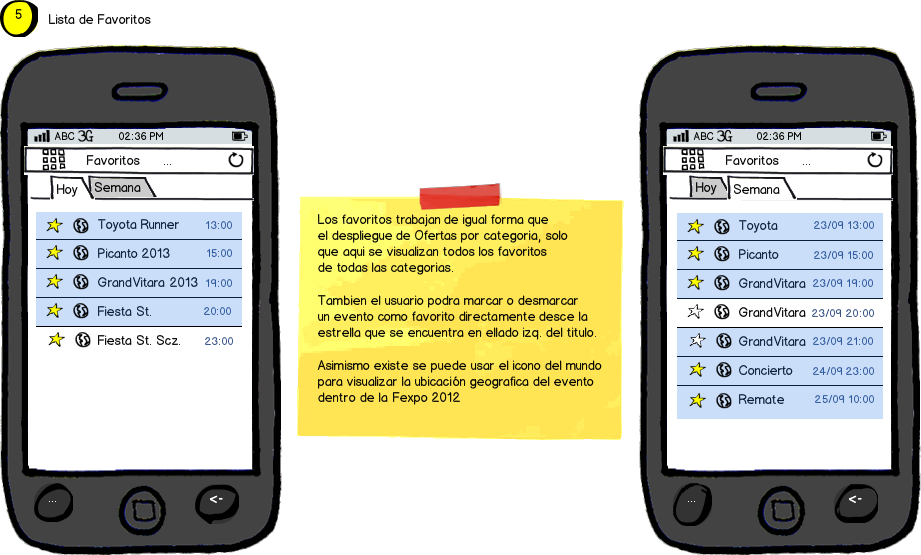 5
Lista de Favoritos
ABC 3G 02:36 PM
Favoritos ...
Hoy Semana
Toyota Runner 13:00
Picanto 2013 15:00
GrandVitara 2013 19:00
Fiesta St. 20:00
Fiesta St. Scz. 23:00
... <-
Los favoritos trabajan de igual forma que
el despliegue de Ofertas por categoria, solo
que aqui se visualizan todos los favoritos
de todas las categorias.
Tambien el usuario podra marcar o desmarcar
un evento como favorito directamente desce la
estrella que se encuentra en ellado izq. del titulo.
Asimismo existe se puede usar el icono del mundo
para visualizar la ubicación geografica del evento
dentro de la Fexpo 2012
ABC 3G 02:36 PM
Favoritos ...
Hoy Semana
Toyota 23/09 13:00
Picanto 23/09 15:00
GrandVitara 23/09 19:00
GrandVitara 23/09 20:00
GrandVitara 23/09 21:00
Concierto 24/09 23:00
Remate 25/09 10:00
... <-